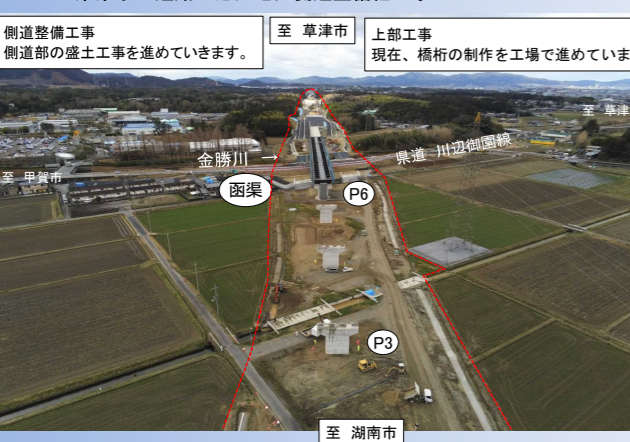 側道整備工事
側道部の盛土工事を進めていきます。
至 草津市
上部工事
現在、橋桁の制作を工場で進めていま
至 草津
金勝川 →
県道 川辺御園線
至 甲賀市
函渠
P6
P3
至 湖南市